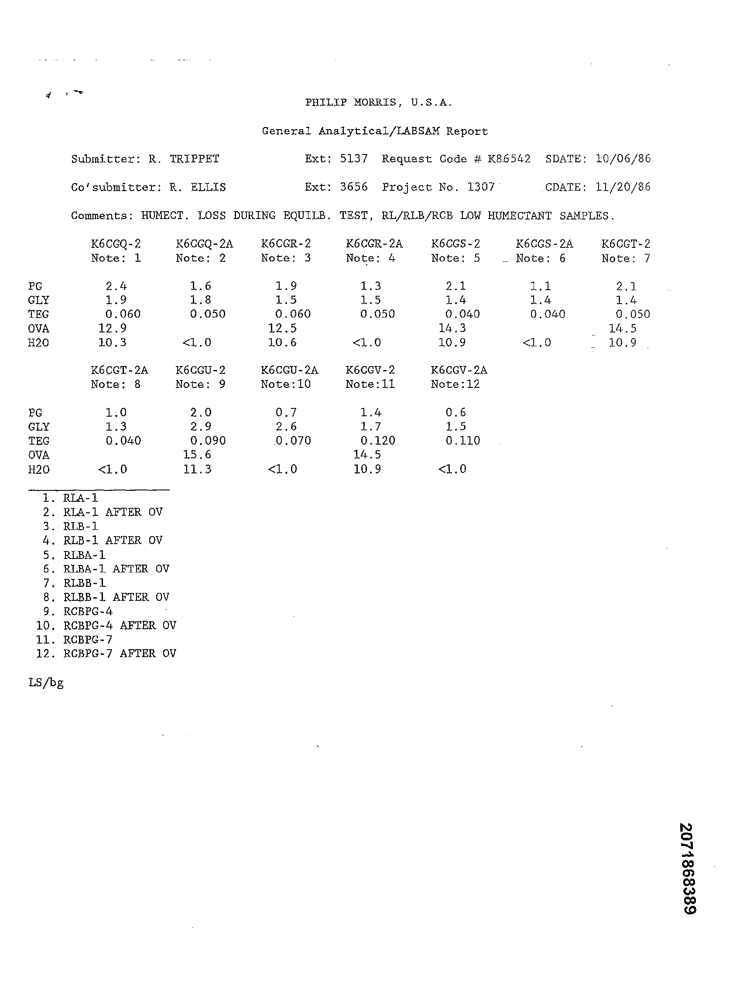 PHILIP MORRIS, U.S.A.
General Analytical/LABSAM Report
Submitter: R. TRIPPET Ext: 5137 Request Code # K86542 SDATE: 10/06/86
Co'submitter: R. ELLIS Ext: 3656 Project No. 1307 CDATE: 11/20/86
Comments: HUMECT. LOSS DURING EQUILB. TEST, RL/RLB/RCB LOW HUMECTANT SAMPLES.
K6CGQ-2 K6CGQ-2A K6CGR-2 K6CGR-2A K6CGS-2 K6CGS-2A K6CGT-2
Note: 1 Note: 2 Note: 3 Note: 4 Note: 5 Note: 6 Note: 7
PG 2.4 1.6 1.9 1.3 2.1 1.1 2.1
GLY 1.9 1.8 1.5 1.5 1.4 1.4 1.4
TEG 0.060 0.050 0.060 0.050 0.040 0.040 0.050
OVA 12.9 12.5 14.3 14.5
H2O 10.3 <1.0 10.6 <1.0 10.9 <1.0 10.9
K6CGT-2A K6CGU-2 K6CGU-2A K6CGV-2 K6CGV-2A
Note: 8 Note: 9 Note:10 Note:11 Note:12
PG 1.0 2.0 0.7 1.4 0.6
GLY 1.3 2.9 2.6 1.7 1.5
TEG 0.040 0.090 0.070 0.120 0.110
OVA 15.6 14.5
H2O <1.0 11.3 <1.0 10.9 <1.0
1. RLA-1
2. RLA-1 AFTER OV
3. RLB-1
4. RLB-1 AFTER OV
5. RLBA-1
6. RLBA-1 AFTER OV
7. RLBB-1
8. RLBB-1 AFTER OV
9. RCBPG-4
10. RCBPG-4 AFTER OV
11. RCBPG-7
12. RCBPG-7 AFTER OV
LS/bg
2071868389